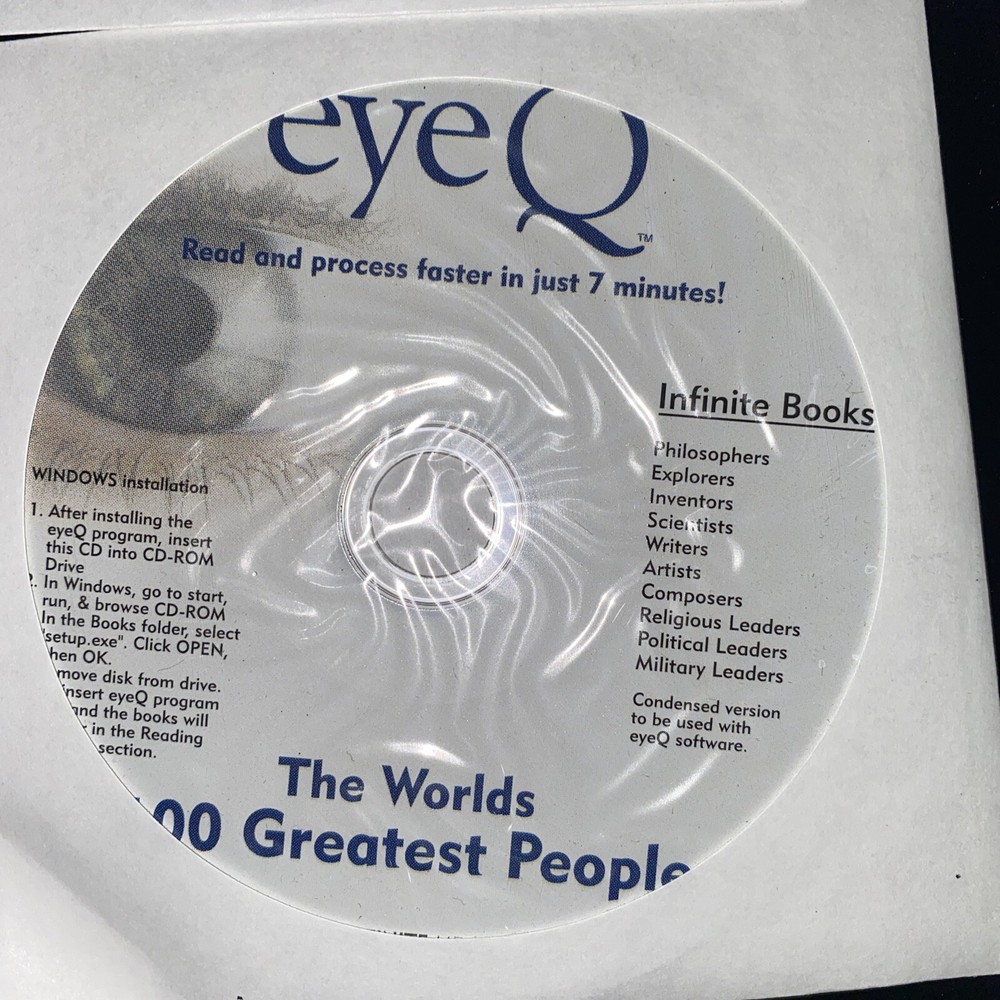 eyeQ™
Read and process faster in just 7 minutes!
Infinite Books
Philosophers
Explorers
Inventors
Scientists
Writers
Artists
Composers
Religious Leaders
Political Leaders
Military Leaders
Condensed version
to be used with
eyeQ software.
WINDOWS installation
1. After installing the
eyeQ program, insert
this CD into CD-ROM
Drive
2. In Windows, go to start,
run, & browse CD-ROM
In the Books folder, select
"setup.exe". Click OPEN,
hen OK.
move disk from drive.
insert eyeQ program
and the books will
in the Reading
section.
The Worlds
00 Greatest People